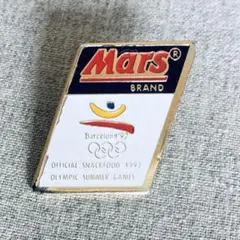 Mars®
BRAND
Barcelona'92
OFFICIAL SNACKFOOD 1992
OLYMPIC SUMMER GAMES